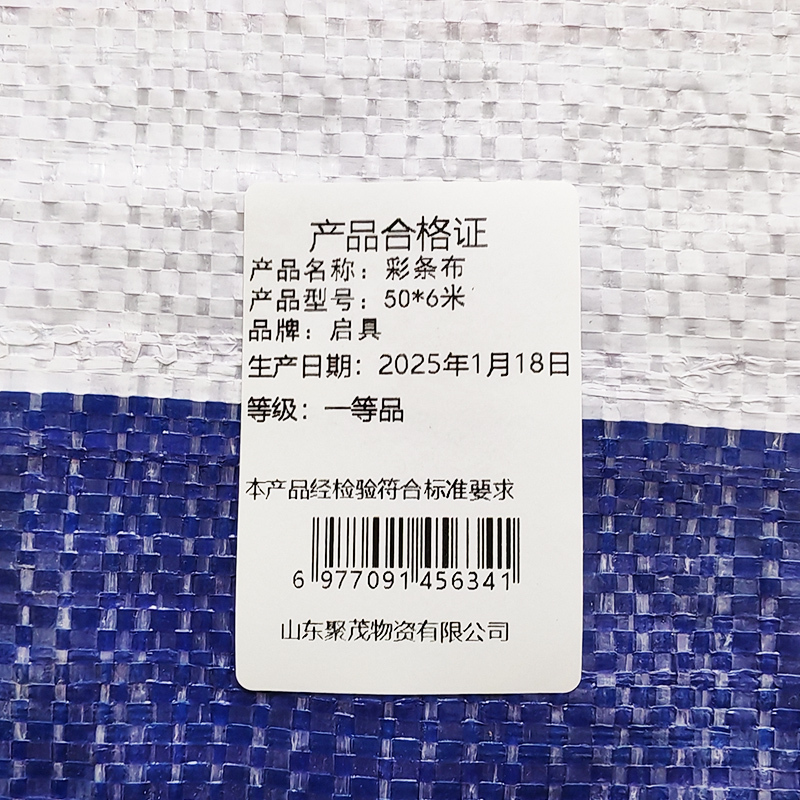 产品合格证
产品名称：彩条布
产品型号：50*6米
品牌：启具
生产日期：2025年1月18日
等级：一等品
本产品经检验符合标准要求
6 977091 456341
山东聚茂物资有限公司